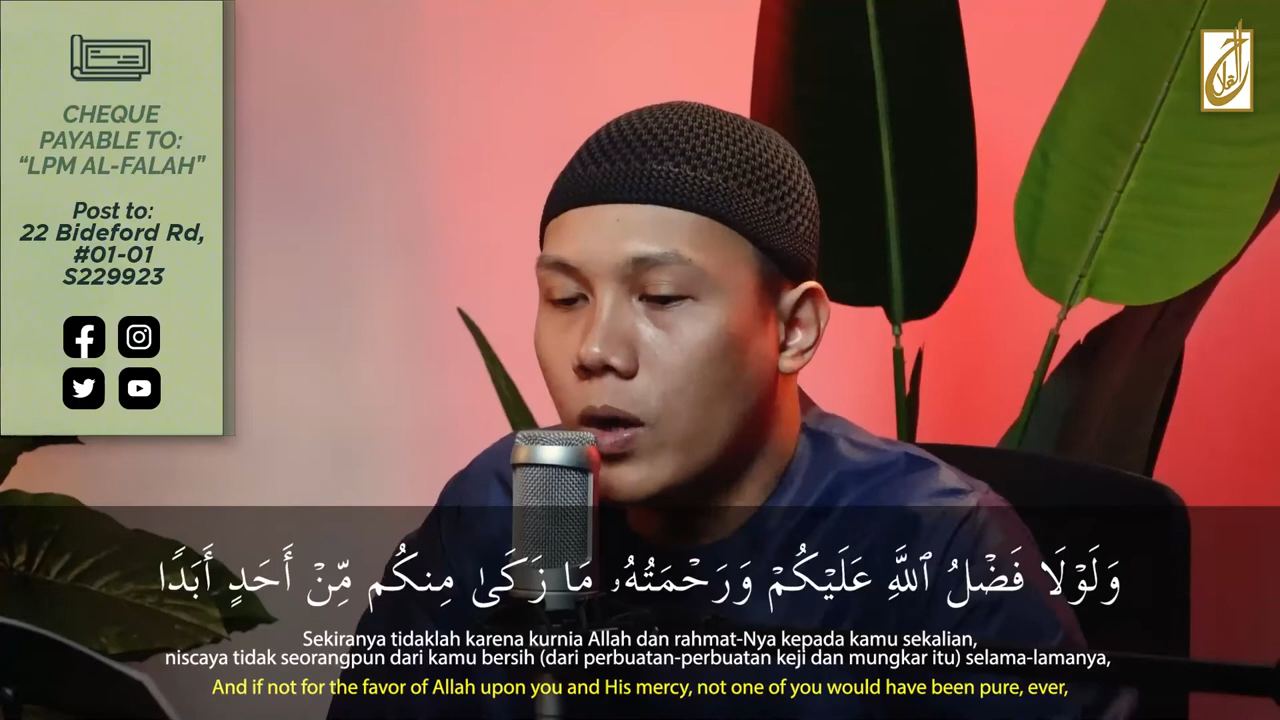 CHEQUE
PAYABLE TO:
“LPM AL-FALAH”
Post to:
22 Bideford Rd,
#01-01
S229923
وَلَوْلَا فَضْلُ ٱللَّهِ عَلَيْكُمْ وَرَحْمَتُهُۥ مَا زَكَىٰ مِنكُم مِّنْ أَحَدٍ أَبَدًا
Sekiranya tidaklah karena kurnia Allah dan rahmat-Nya kepada kamu sekalian,
niscaya tidak seorangpun dari kamu bersih (dari perbuatan-perbuatan keji dan mungkar itu) selama-lamanya,
And if not for the favor of Allah upon you and His mercy, not one of you would have been pure, ever,